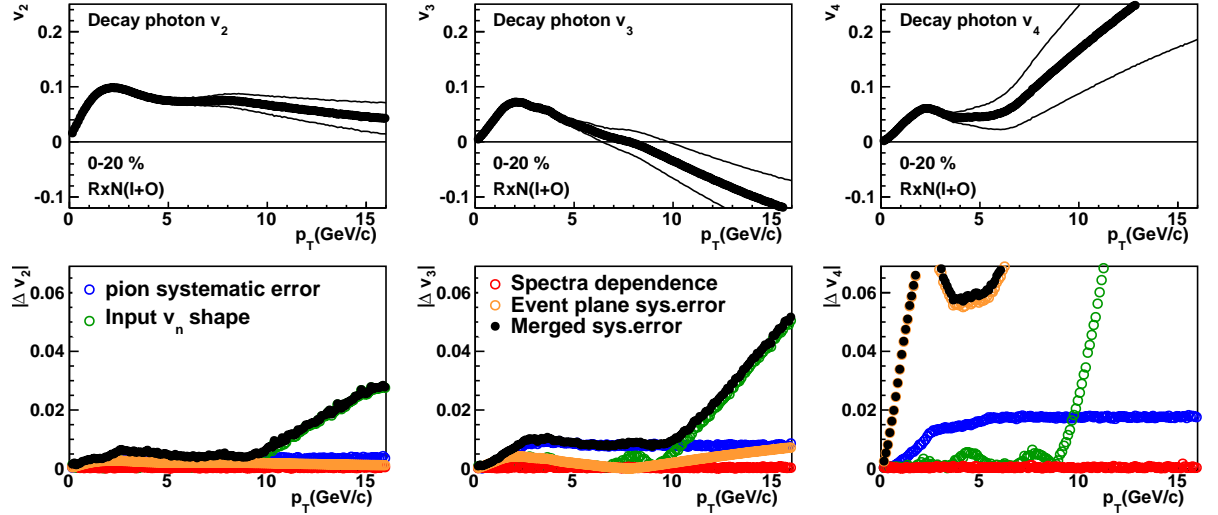 v2
Decay photon v2
0.2
0.1
0
-0.1
0-20 %
RxN(I+O)
0 5 10 15
pT(GeV/c)
v3
Decay photon v3
0.2
0.1
0
-0.1
0-20 %
RxN(I+O)
0 5 10 15
pT(GeV/c)
v4
Decay photon v4
0.2
0.1
0
-0.1
0-20 %
RxN(I+O)
0 5 10 15
pT(GeV/c)
|Δ v2|
0.06
0.04
0.02
0
pion systematic error
Input vn shape
0 5 10 15
pT(GeV/c)
|Δ v3|
0.06
0.04
0.02
0
Spectra dependence
Event plane sys.error
Merged sys.error
0 5 10 15
pT(GeV/c)
|Δ v4|
0.06
0.04
0.02
0
0 5 10 15
pT(GeV/c)